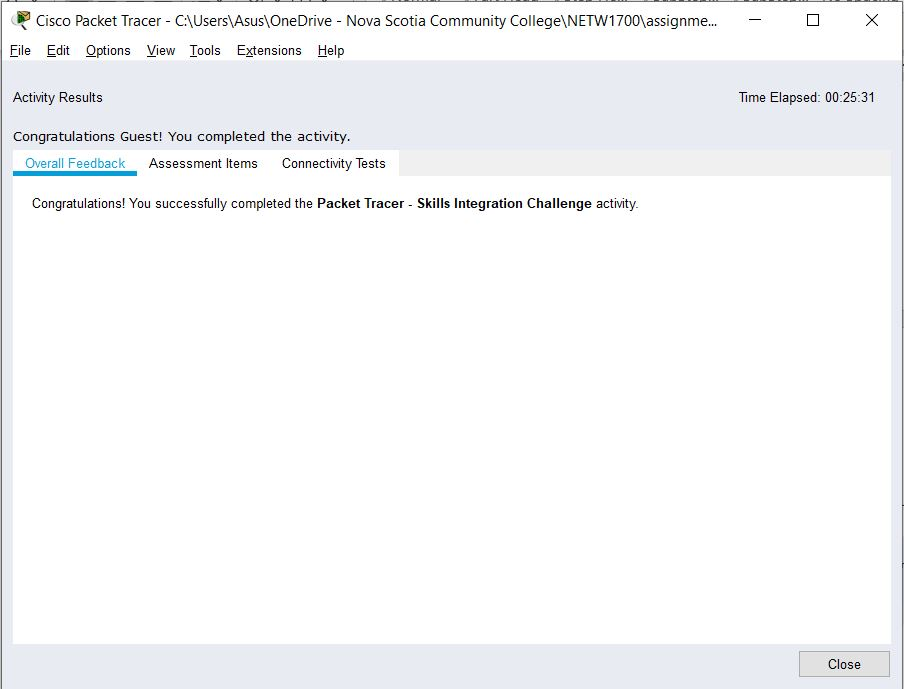 Cisco Packet Tracer - C:\Users\Asus\OneDrive - Nova Scotia Community College\NETW1700\assignme...
File Edit Options View Tools Extensions Help
Activity Results Time Elapsed: 00:25:31
Congratulations Guest! You completed the activity.
Overall Feedback Assessment Items Connectivity Tests
Congratulations! You successfully completed the Packet Tracer - Skills Integration Challenge activity.
Close